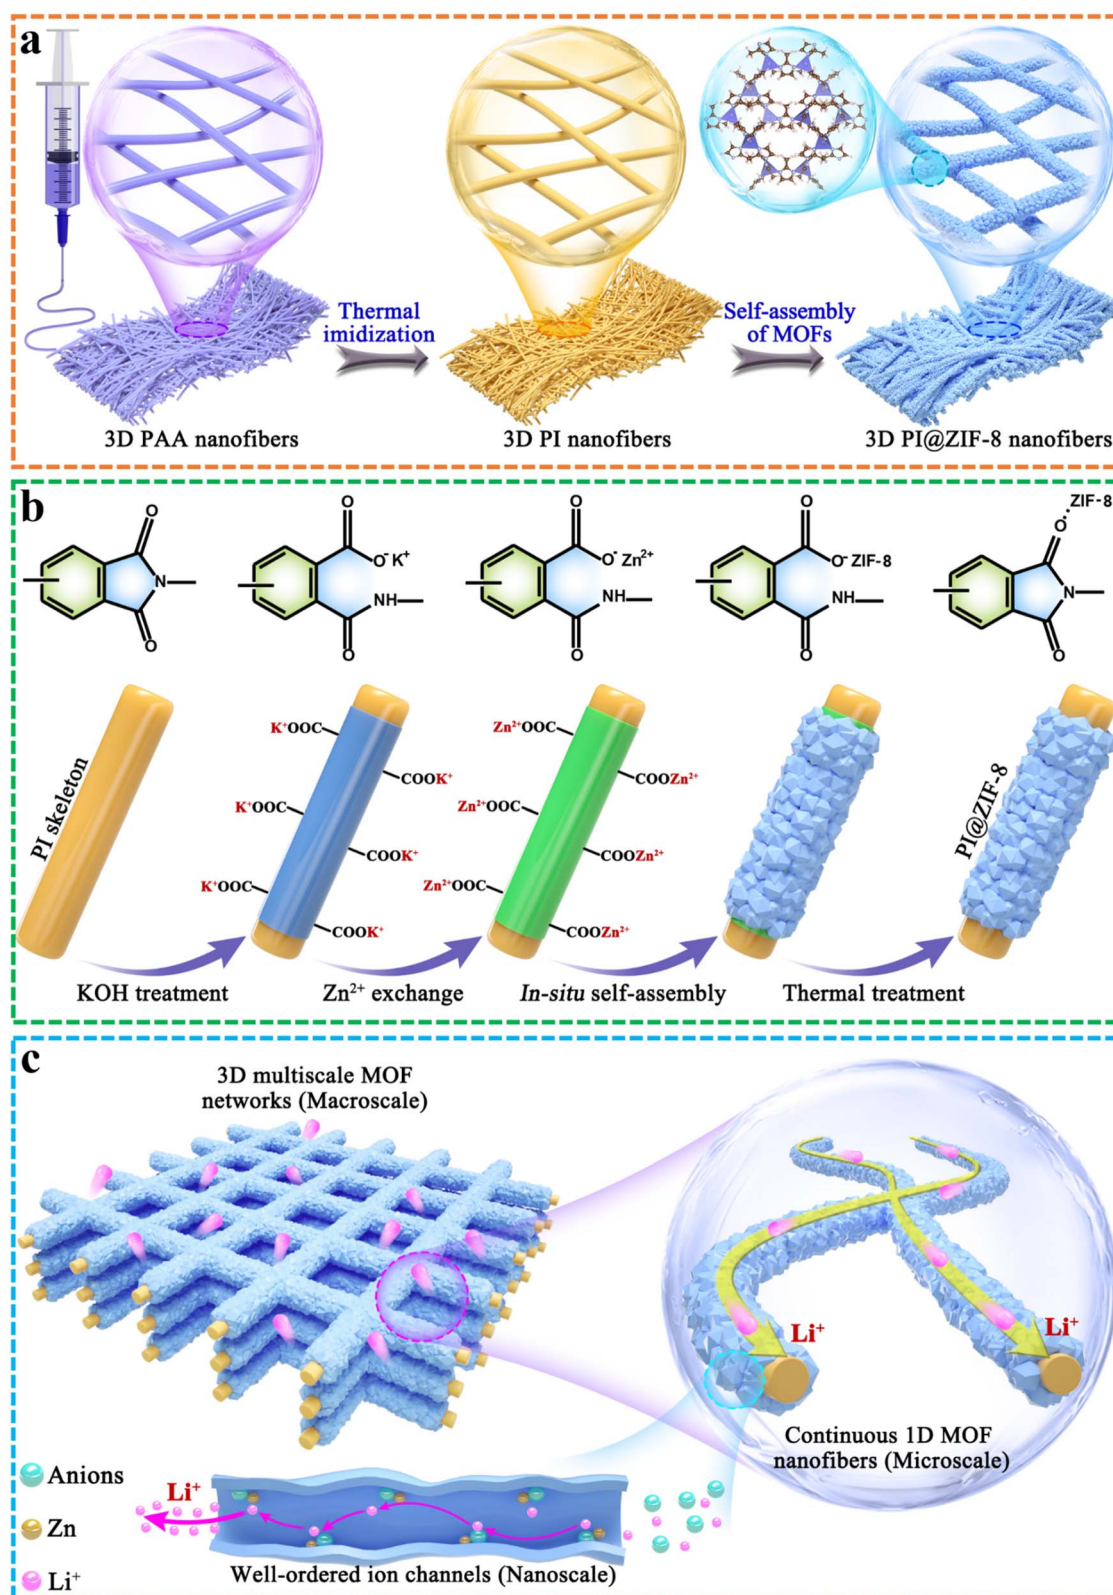 a
Thermal
imidization
Self-assembly
of MOFs
3D PAA nanofibers
3D PI nanofibers
3D PI@ZIF-8 nanofibers
b
O
N
O
O
O⁻ K⁺
NH
O
O
O⁻ Zn²⁺
NH
O
O
O⁻ ZIF-8
NH
O
ZIF-8
O
N
O
PI skeleton
K⁺OOC
COOK⁺
K⁺OOC
COOK⁺
K⁺OOC
COOK⁺
Zn²⁺OOC
COOZn²⁺
Zn²⁺OOC
COOZn²⁺
Zn²⁺OOC
COOZn²⁺
PI@ZIF-8
KOH treatment
Zn²⁺ exchange
In-situ self-assembly
Thermal treatment
c
3D multiscale MOF
networks (Macroscale)
Li⁺
Li⁺
Continuous 1D MOF
nanofibers (Microscale)
Anions
Zn
Li⁺
Li⁺
Well-ordered ion channels (Nanoscale)